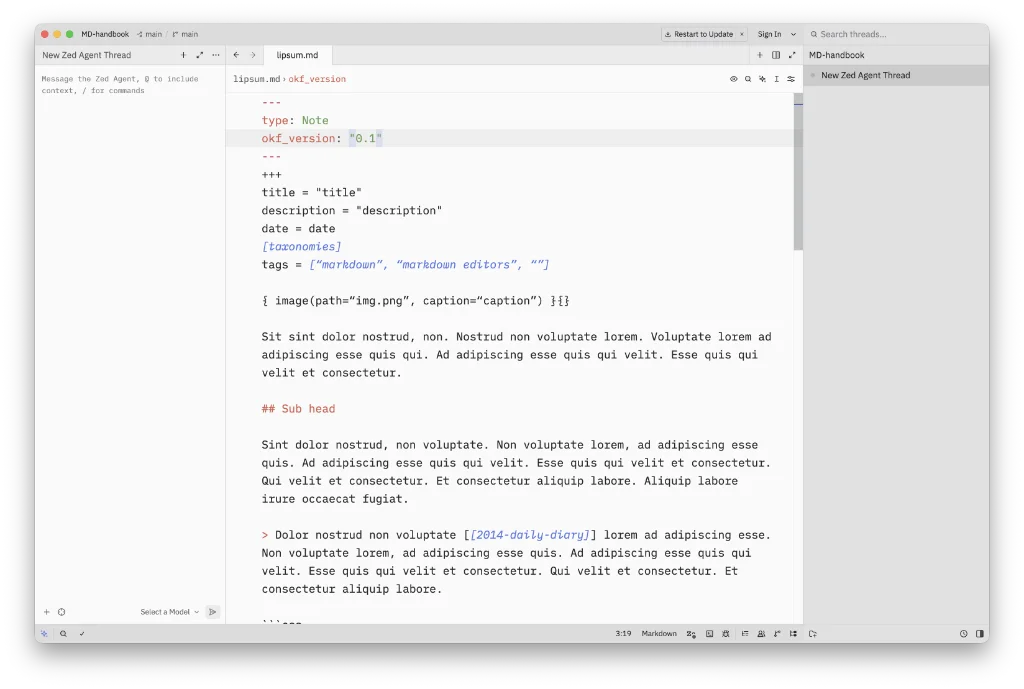 MD-handbook main / main
Restart to Update × Sign In
Search threads...
New Zed Agent Thread + ...
lipsum.md
MD-handbook
Message the Zed Agent, @ to include
context, / for commands
lipsum.md › okf_version
New Zed Agent Thread
---
type: Note
okf_version: "0.1"
---
+++
title = "title"
description = "description"
date = date
[taxonomies]
tags = [“markdown”, “markdown editors”, “”]
{ image(path=“img.png”, caption=“caption”) }{}
Sit sint dolor nostrud, non. Nostrud non voluptate lorem. Voluptate lorem ad
adipiscing esse quis qui. Ad adipiscing esse quis qui velit. Esse quis qui
velit et consectetur.
## Sub head
Sint dolor nostrud, non voluptate. Non voluptate lorem, ad adipiscing esse
quis. Ad adipiscing esse quis qui velit. Esse quis qui velit et consectetur.
Qui velit et consectetur. Et consectetur aliquip labore. Aliquip labore
irure occaecat fugiat.
> Dolor nostrud non voluptate [[2014-daily-diary]] lorem ad adipiscing esse.
Non voluptate lorem, ad adipiscing esse quis. Ad adipiscing esse quis qui
velit. Esse quis qui velit et consectetur. Qui velit et consectetur. Et
consectetur aliquip labore.
Select a Model
3:19 Markdown